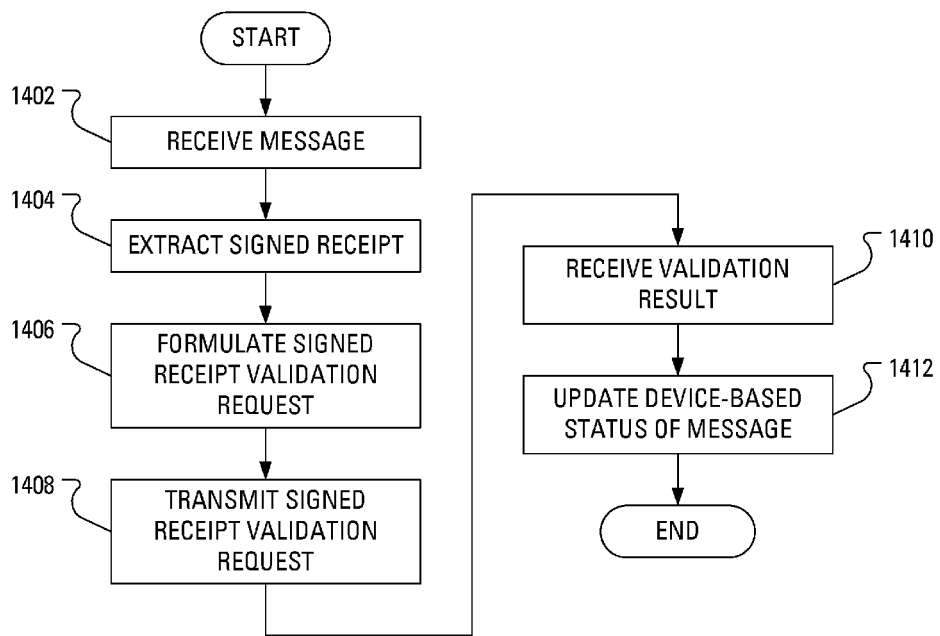 START
1402
RECEIVE MESSAGE
1404
EXTRACT SIGNED RECEIPT
1406
FORMULATE SIGNED
RECEIPT VALIDATION
REQUEST
1408
TRANSMIT SIGNED
RECEIPT VALIDATION
REQUEST
1410
RECEIVE VALIDATION
RESULT
1412
UPDATE DEVICE-BASED
STATUS OF MESSAGE
END